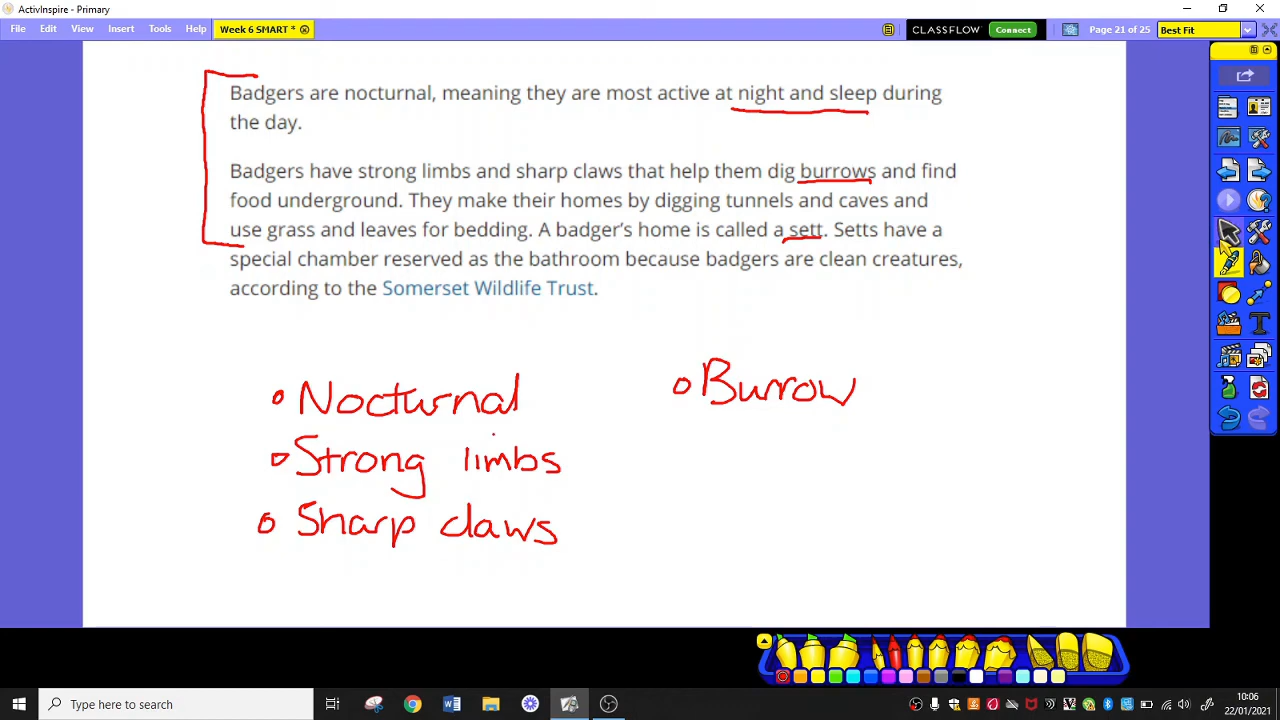 ActivInspire - Primary
File Edit View Insert Tools Help Week 6 SMART * CLASSFLOW Connect Page 21 of 25 Best Fit
Badgers are nocturnal, meaning they are most active at night and sleep during
the day.
Badgers have strong limbs and sharp claws that help them dig burrows and find
food underground. They make their homes by digging tunnels and caves and
use grass and leaves for bedding. A badger's home is called a sett. Setts have a
special chamber reserved as the bathroom because badgers are clean creatures,
according to the Somerset Wildlife Trust.
Nocturnal
Strong limbs
Sharp claws
Burrow
Type here to search
10:06
22/01/2021